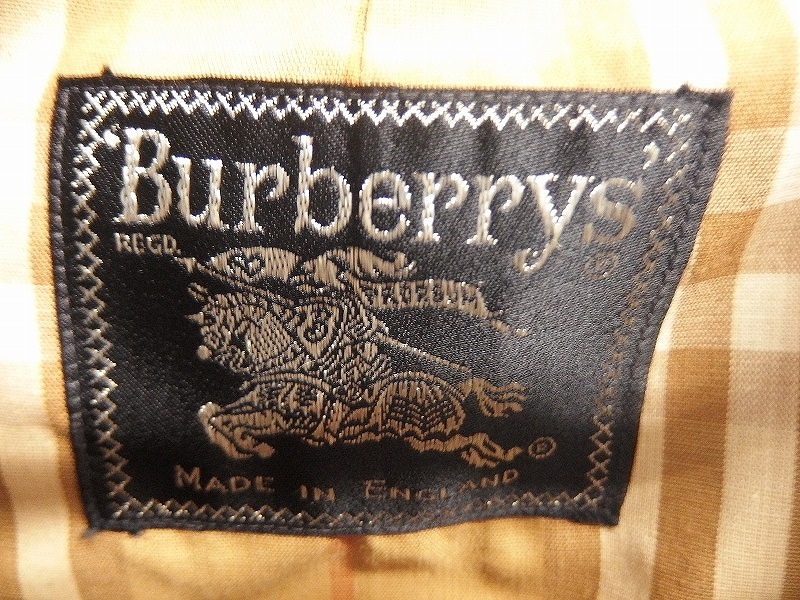 Burberrys'
REGD. ®
®
MADE IN ENGLAND